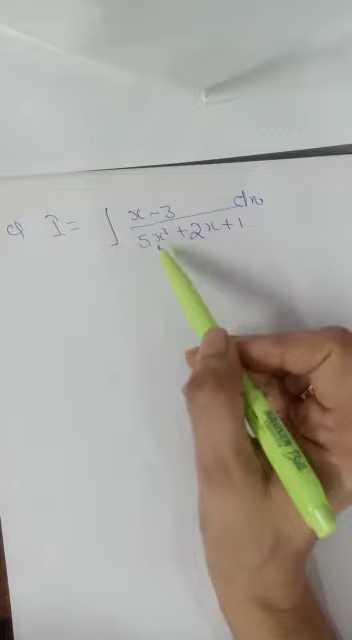 Q I = ∫ x-3 / 5x² + 2x + 1 dx